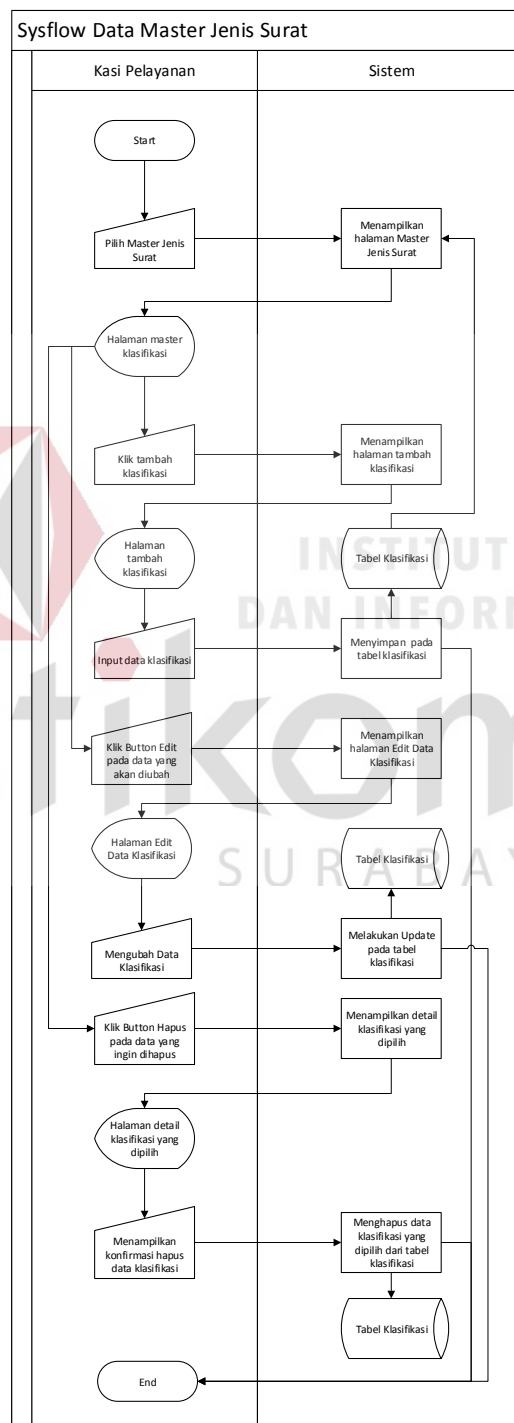 Sysflow Data Master Jenis Surat
Kasi Pelayanan
Sistem
Start
Pilih Master Jenis
Surat
Menampilkan
halaman Master
Jenis Surat
Halaman master
klasifikasi
Klik tambah
klasifikasi
Menampilkan
halaman tambah
klasifikasi
Halaman
tambah
klasifikasi
Tabel Klasifikasi
Input data klasifikasi
Menyimpan pada
tabel klasifikasi
Klik Button Edit
pada data yang
akan diubah
Menampilkan
halaman Edit Data
Klasifikasi
Halaman Edit
Data Klasifikasi
Tabel Klasifikasi
Mengubah Data
Klasifikasi
Melakukan Update
pada tabel
klasifikasi
Klik Button Hapus
pada data yang
ingin dihapus
Menampilkan detail
klasifikasi yang
dipilih
Halaman detail
klasifikasi yang
dipilih
Menampilkan
konfirmasi hapus
data klasifikasi
Menghapus data
klasifikasi yang
dipilih dari tabel
klasifikasi
Tabel Klasifikasi
End
INSTITUT
DAN INFORM
tikom
SURABAY